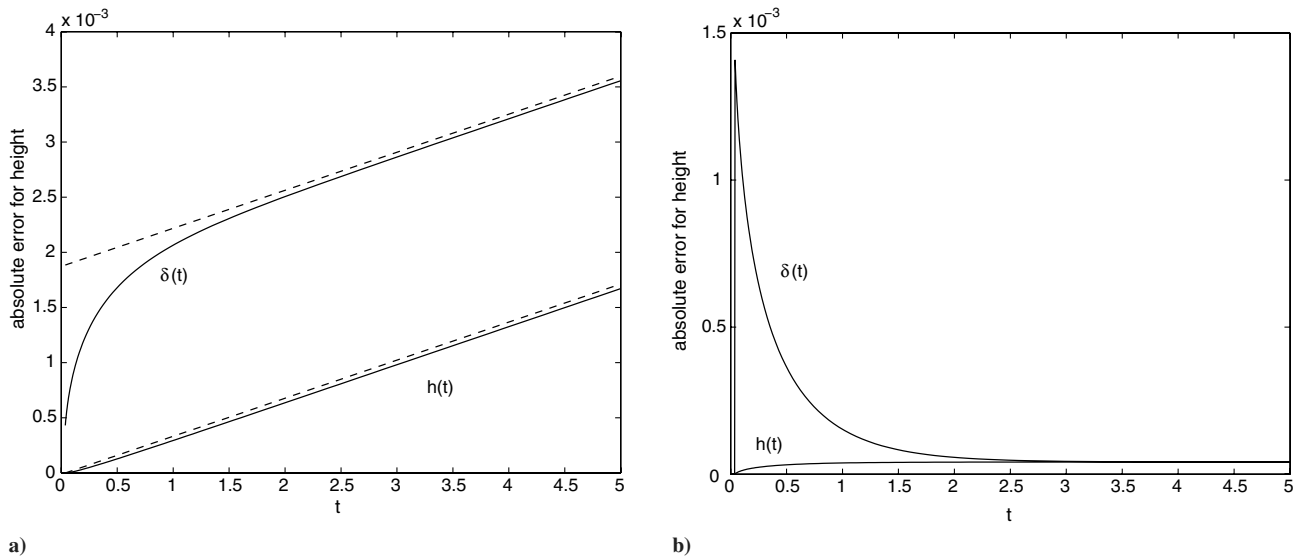 x 10⁻³
4
3.5
3
2.5
2
1.5
1
0.5
0
absolute error for height
δ(t)
h(t)
0 0.5 1 1.5 2 2.5 3 3.5 4 4.5 5
t
a)
x 10⁻³
1.5
1
0.5
0
absolute error for height
δ(t)
h(t)
0 0.5 1 1.5 2 2.5 3 3.5 4 4.5 5
t
b)